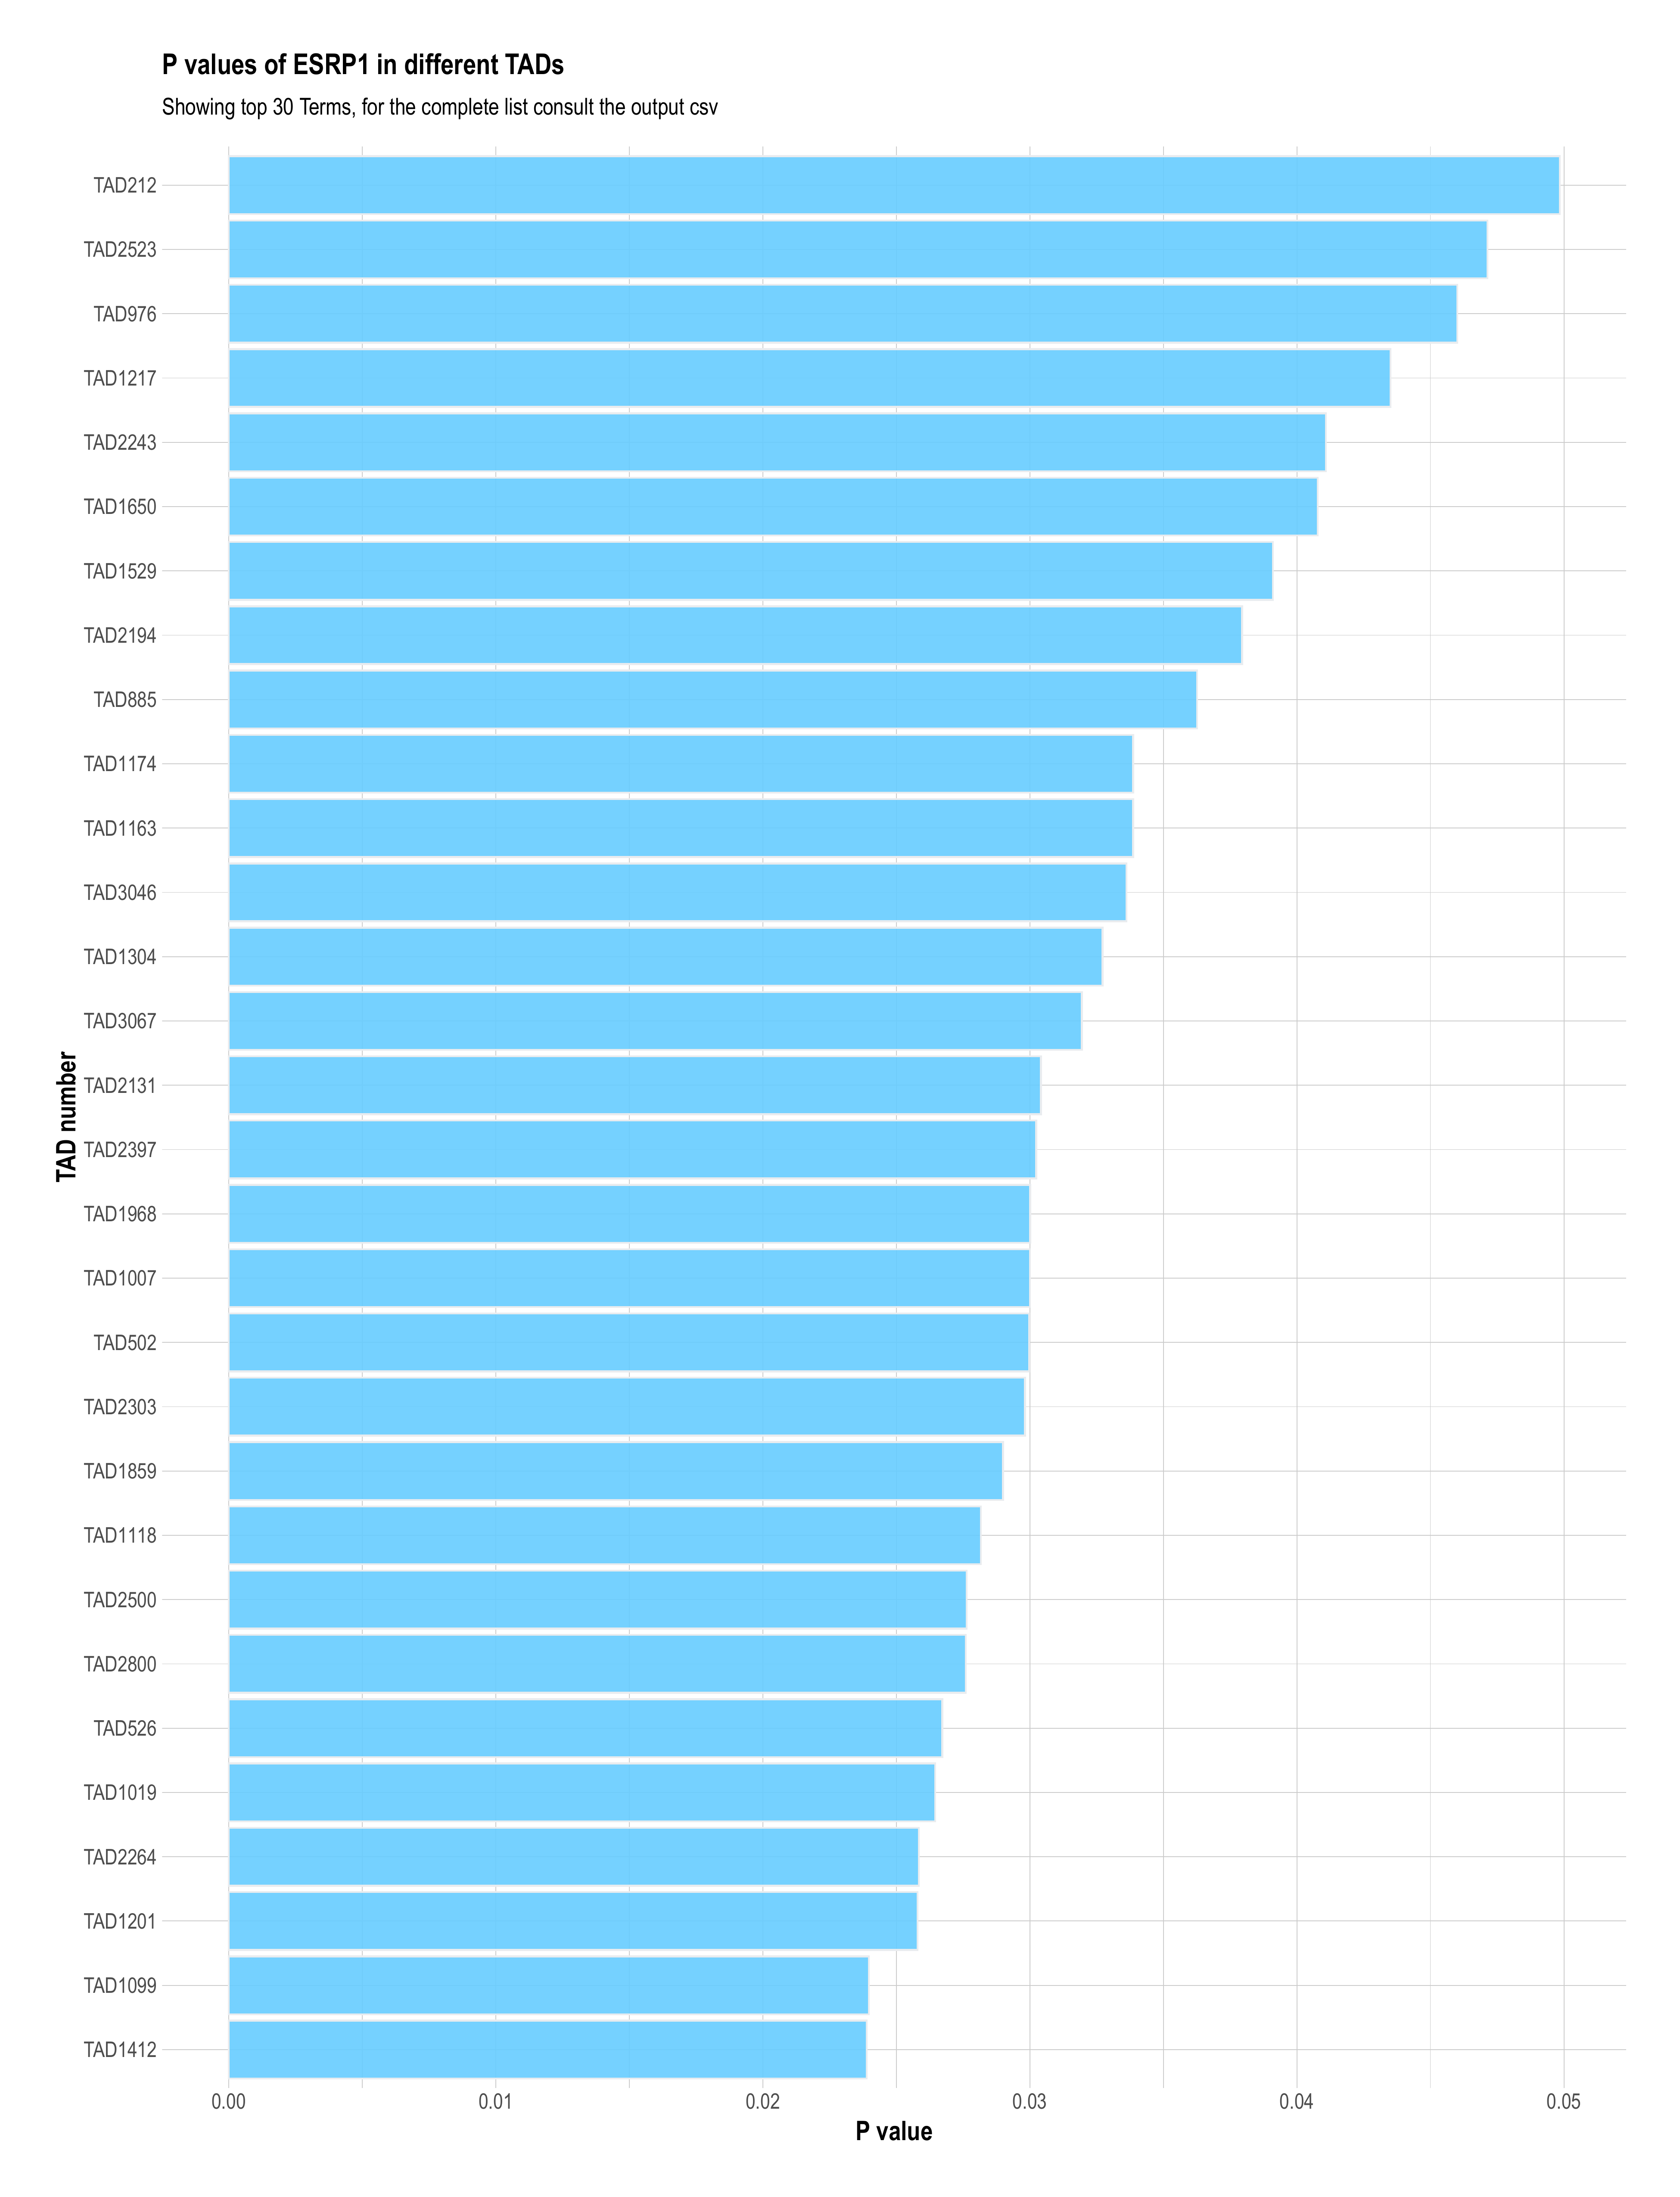 P values of ESRP1 in different TADs
Showing top 30 Terms, for the complete list consult the output csv
TAD212
TAD2523
TAD976
TAD1217
TAD2243
TAD1650
TAD1529
TAD2194
TAD885
TAD1174
TAD1163
TAD3046
TAD1304
TAD3067
TAD2131
TAD2397
TAD1968
TAD1007
TAD502
TAD2303
TAD1859
TAD1118
TAD2500
TAD2800
TAD526
TAD1019
TAD2264
TAD1201
TAD1099
TAD1412
TAD number
0.00 0.01 0.02 0.03 0.04 0.05
P value